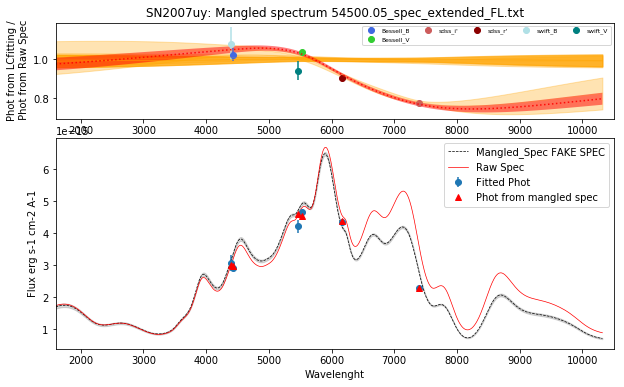 SN2007uy: Mangled spectrum 54500.05_spec_extended_FL.txt
Phot from LCfitting /
Phot from Raw Spec
1.0
0.8
Bessell_B
Bessell_V
sdss_i'
sdss_r'
swift_B
swift_V
2000 3000 4000 5000 6000 7000 8000 9000 10000
Flux erg s-1 cm-2 A-1
6
5
4
3
2
1
Mangled_Spec FAKE SPEC
Raw Spec
Fitted Phot
Phot from mangled spec
2000 3000 4000 5000 6000 7000 8000 9000 10000
Wavelenght